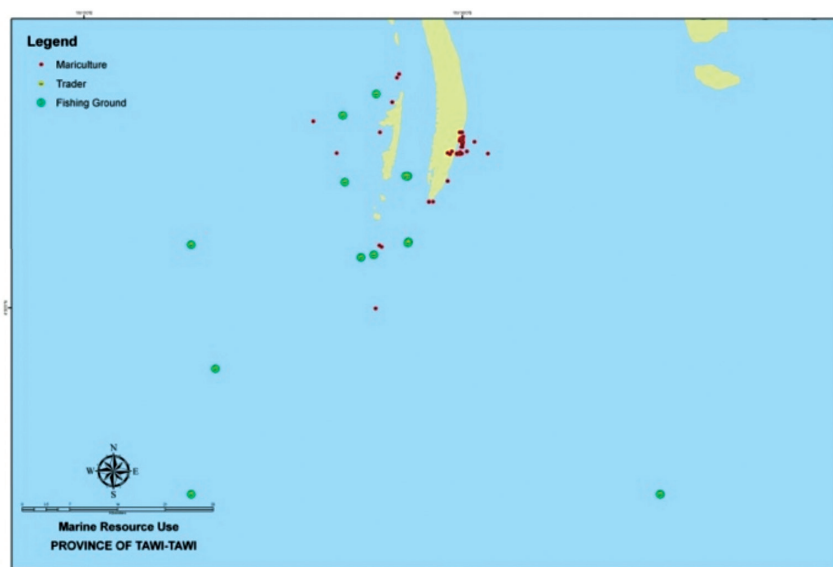 Legend
Mariculture
Trader
Fishing Ground
N
W E
S
Marine Resource Use
PROVINCE OF TAWI-TAWI